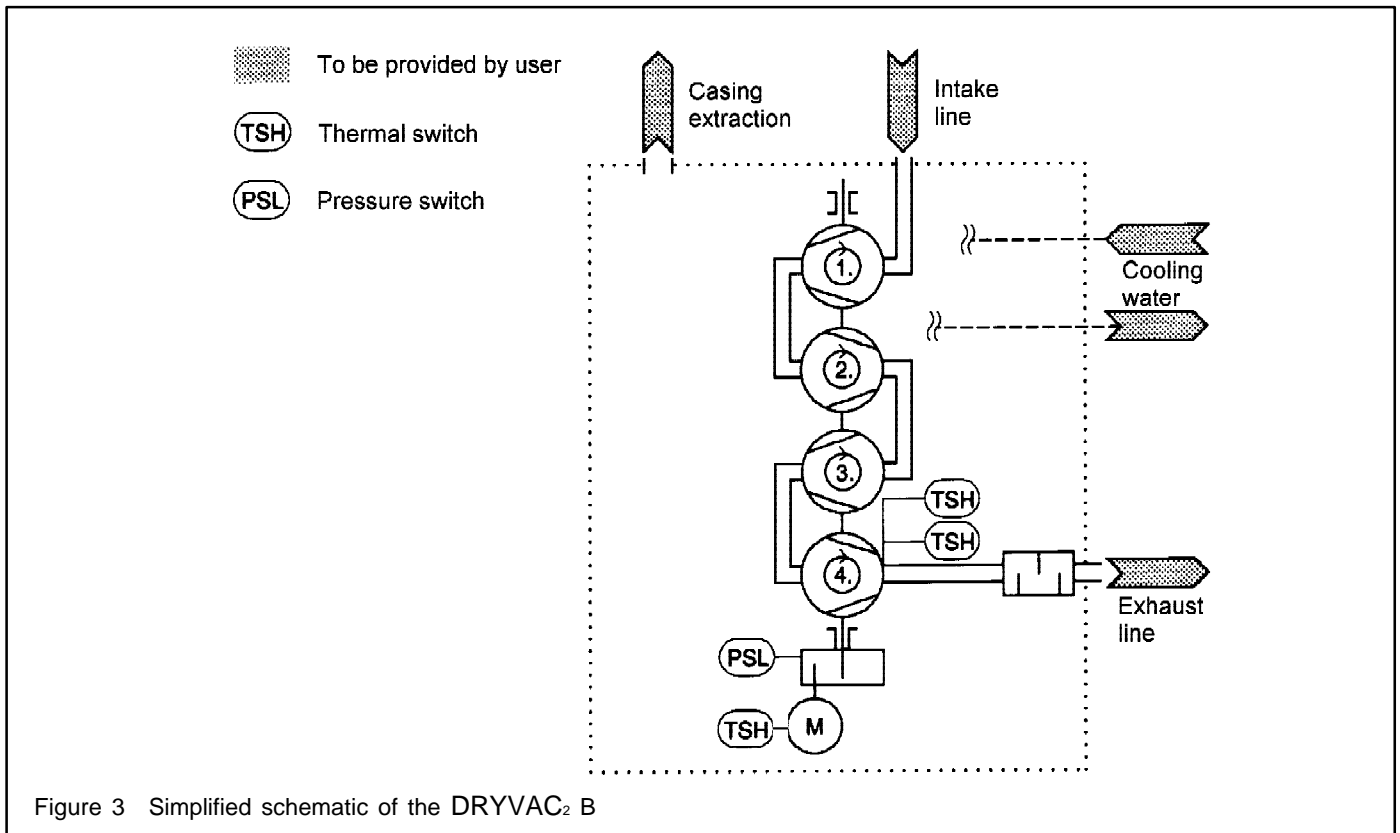 To be provided by user
TSH Thermal switch
PSL Pressure switch
Casing
extraction
Intake
line
1.
Cooling
water
2.
3.
TSH
TSH
4.
Exhaust
line
PSL
TSH
M
Figure 3 Simplified schematic of the DRYVAC₂ B